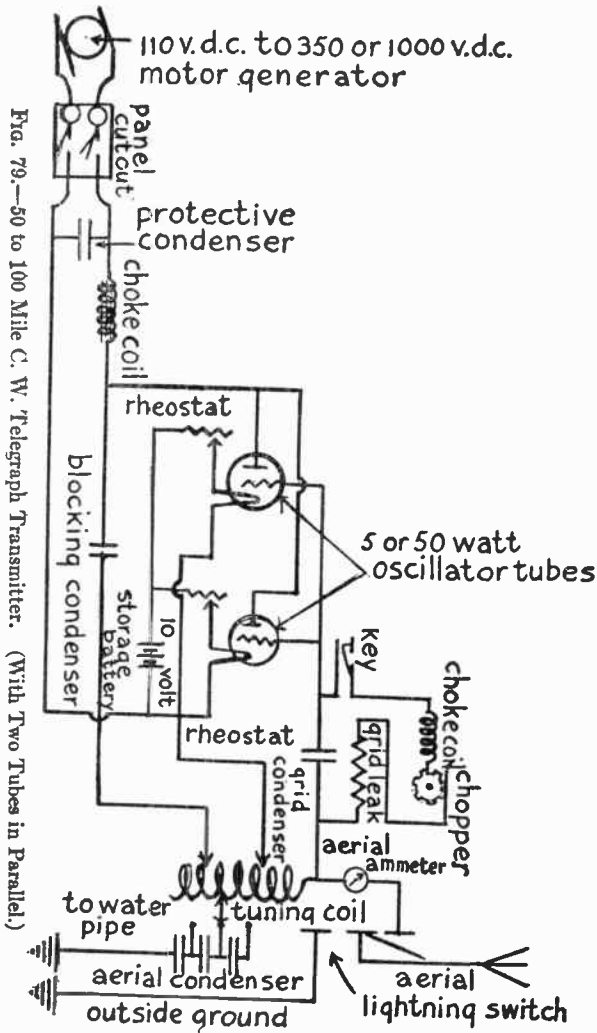 110 v.d.c. to 350 or 1000 v.d.c.
motor generator
panel
cutout
protective
condenser
choke coil
rheostat
blocking condenser
5 or 50 watt
oscillator tubes
storage
battery
10
volt
key
choke coil
chopper
grid leak
rheostat
grid
condenser
aerial
ammeter
to water
pipe
tuning coil
aerial condenser
aerial
lightning switch
outside ground
FIG. 79.—50 to 100 Mile C. W. Telegraph Transmitter. (With Two Tubes in Parallel.)